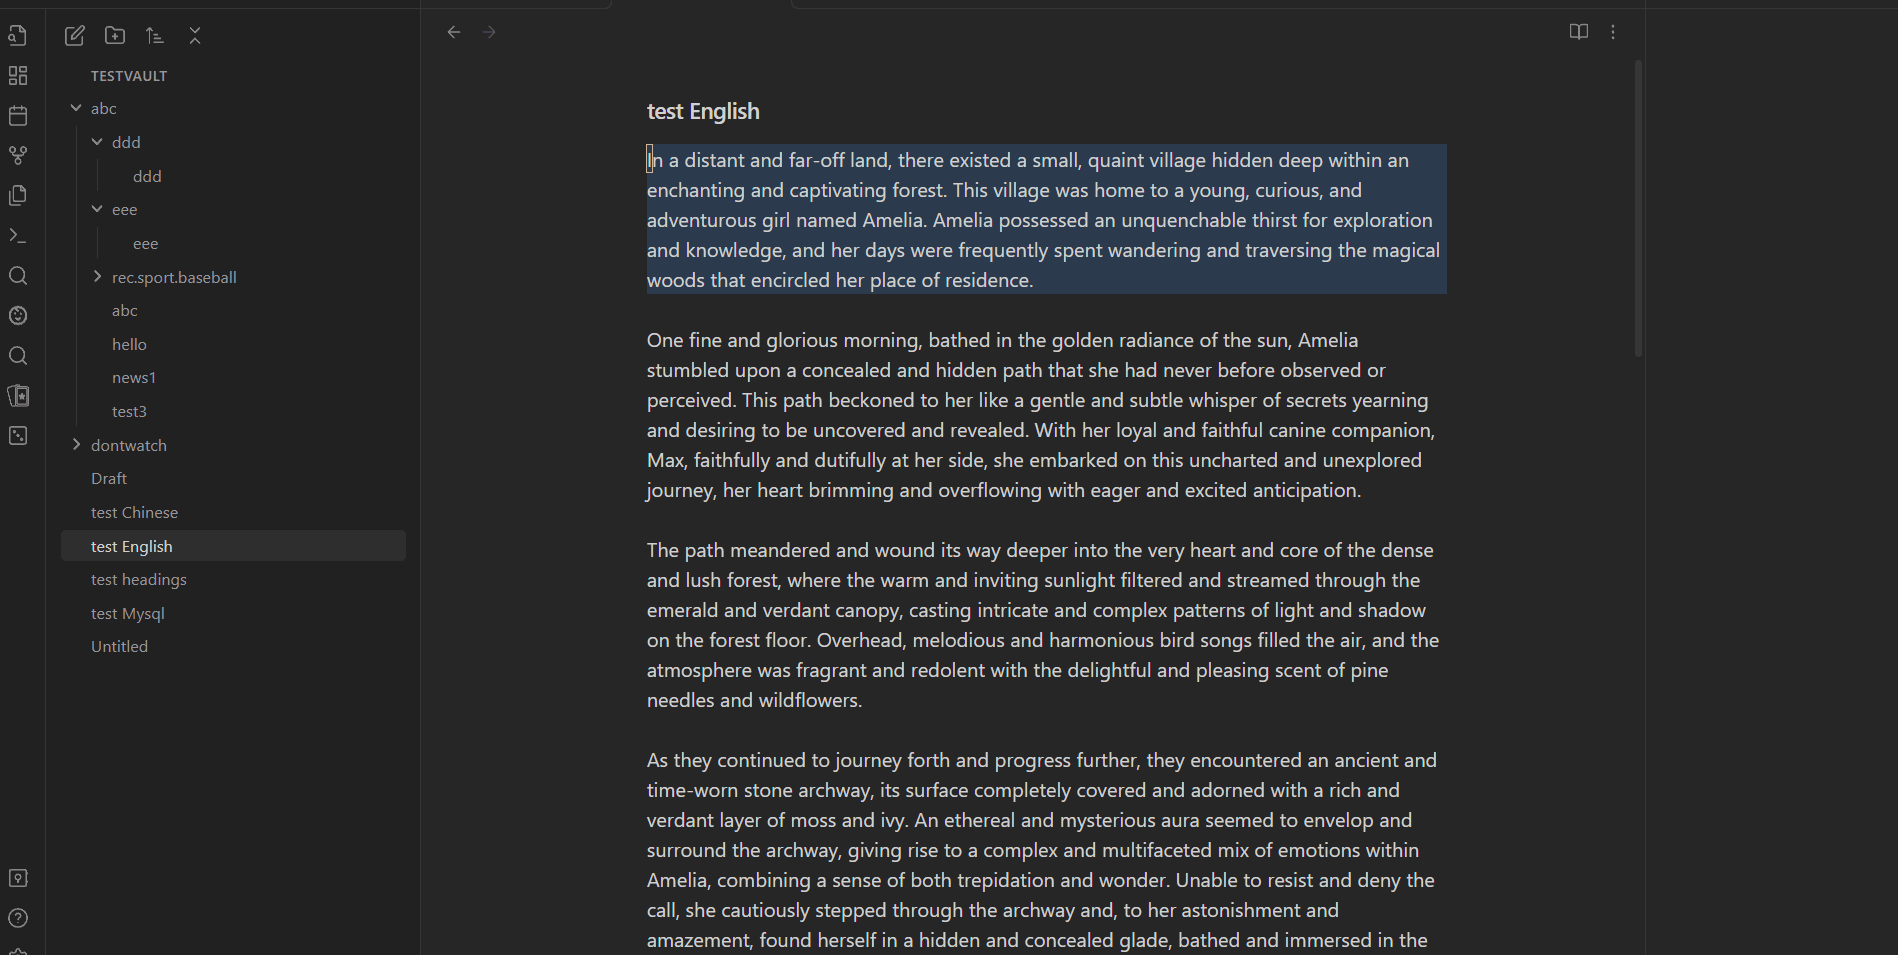 TESTVAULT
abc
ddd
ddd
eee
eee
rec.sport.baseball
abc
hello
news1
test3
dontwatch
Draft
test Chinese
test English
test headings
test Mysql
Untitled
test English
In a distant and far-off land, there existed a small, quaint village hidden deep within an
enchanting and captivating forest. This village was home to a young, curious, and
adventurous girl named Amelia. Amelia possessed an unquenchable thirst for exploration
and knowledge, and her days were frequently spent wandering and traversing the magical
woods that encircled her place of residence.
One fine and glorious morning, bathed in the golden radiance of the sun, Amelia
stumbled upon a concealed and hidden path that she had never before observed or
perceived. This path beckoned to her like a gentle and subtle whisper of secrets yearning
and desiring to be uncovered and revealed. With her loyal and faithful canine companion,
Max, faithfully and dutifully at her side, she embarked on this uncharted and unexplored
journey, her heart brimming and overflowing with eager and excited anticipation.
The path meandered and wound its way deeper into the very heart and core of the dense
and lush forest, where the warm and inviting sunlight filtered and streamed through the
emerald and verdant canopy, casting intricate and complex patterns of light and shadow
on the forest floor. Overhead, melodious and harmonious bird songs filled the air, and the
atmosphere was fragrant and redolent with the delightful and pleasing scent of pine
needles and wildflowers.
As they continued to journey forth and progress further, they encountered an ancient and
time-worn stone archway, its surface completely covered and adorned with a rich and
verdant layer of moss and ivy. An ethereal and mysterious aura seemed to envelop and
surround the archway, giving rise to a complex and multifaceted mix of emotions within
Amelia, combining a sense of both trepidation and wonder. Unable to resist and deny the
call, she cautiously stepped through the archway and, to her astonishment and
amazement, found herself in a hidden and concealed glade, bathed and immersed in the